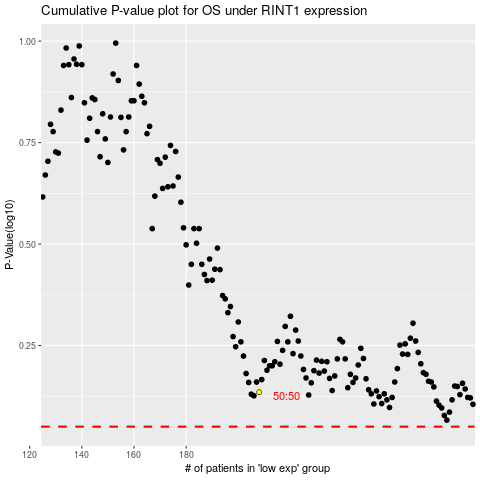 Cumulative P-value plot for OS under RINT1 expression
1.00
0.75
0.50
0.25
P-Value(log10)
50:50
120 140 160 180
# of patients in 'low exp' group